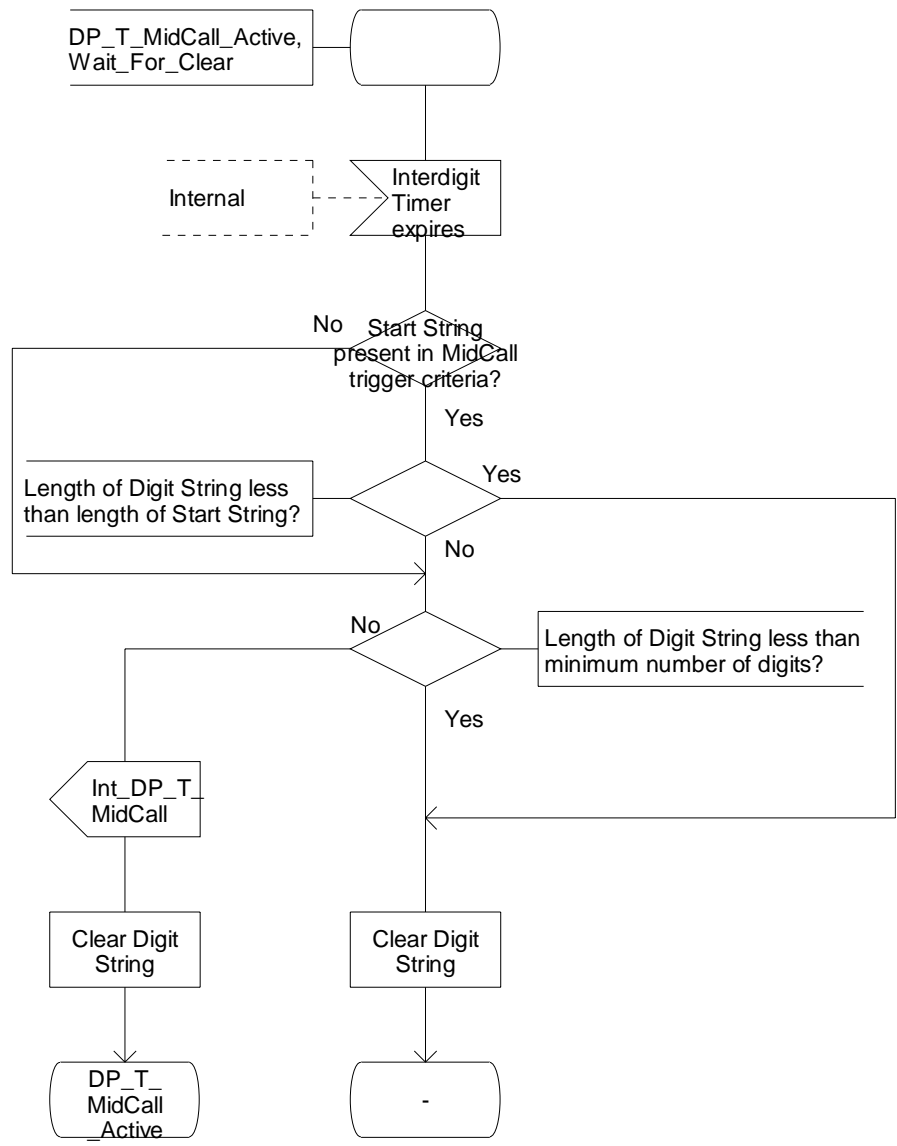 DP_T_MidCall_Active,
Wait_For_Clear
Internal
Interdigit
Timer
expires
No
Start String
present in MidCall
trigger criteria?
Yes
Length of Digit String less
than length of Start String?
Yes
No
No
Length of Digit String less than
minimum number of digits?
Yes
Int_DP_T_
MidCall
Clear Digit
String
Clear Digit
String
DP_T_
MidCall
_Active
-